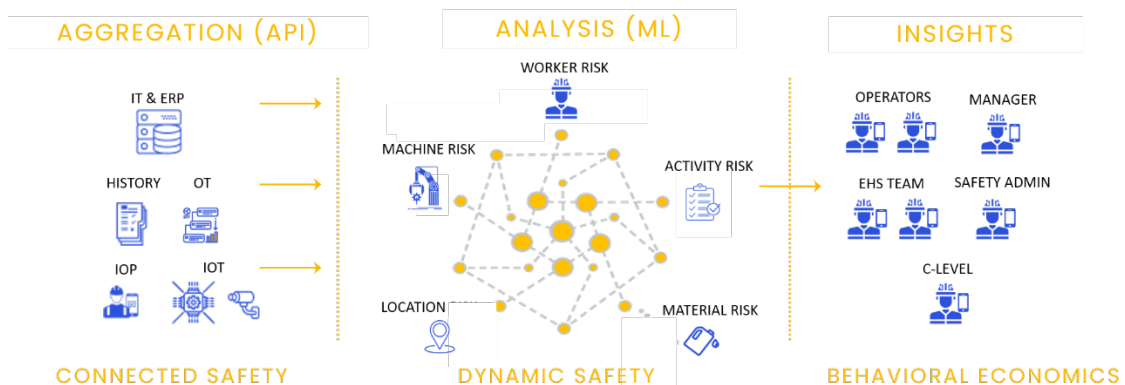 AGGREGATION (API)
ANALYSIS (ML)
INSIGHTS
IT & ERP
HISTORY
OT
IOP
IOT
WORKER RISK
MACHINE RISK
ACTIVITY RISK
LOCATION
MATERIAL RISK
OPERATORS
MANAGER
EHS TEAM
SAFETY ADMIN
C-LEVEL
CONNECTED SAFETY
DYNAMIC SAFETY
BEHAVIORAL ECONOMICS